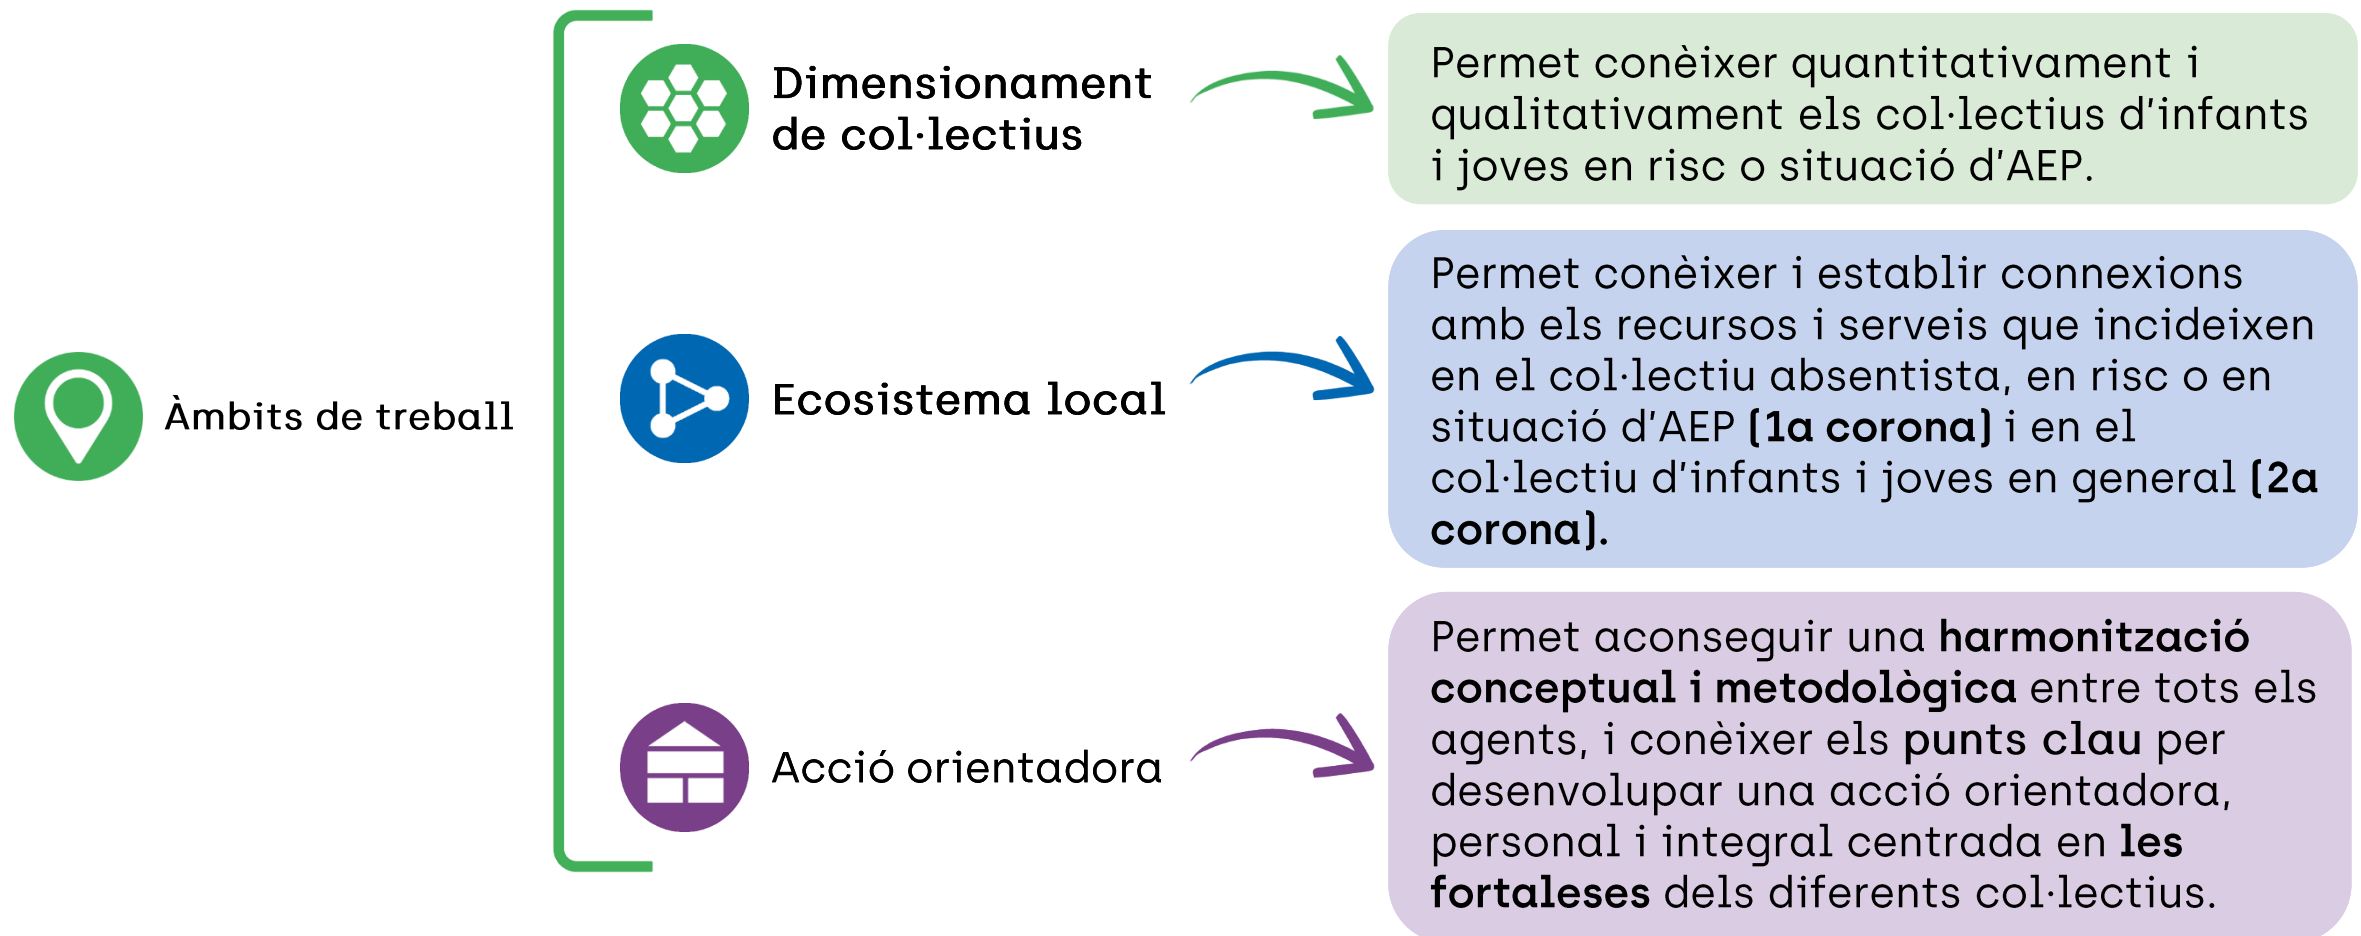 Àmbits de treball
Dimensionament
de col·lectius
Permet conèixer quantitativament i
qualitativament els col·lectius d’infants
i joves en risc o situació d’AEP.
Ecosistema local
Permet conèixer i establir connexions
amb els recursos i serveis que incideixen
en el col·lectiu absentista, en risc o en
situació d’AEP (1a corona) i en el
col·lectiu d’infants i joves en general (2a
corona).
Acció orientadora
Permet aconseguir una harmonització
conceptual i metodològica entre tots els
agents, i conèixer els punts clau per
desenvolupar una acció orientadora,
personal i integral centrada en les
fortaleses dels diferents col·lectius.